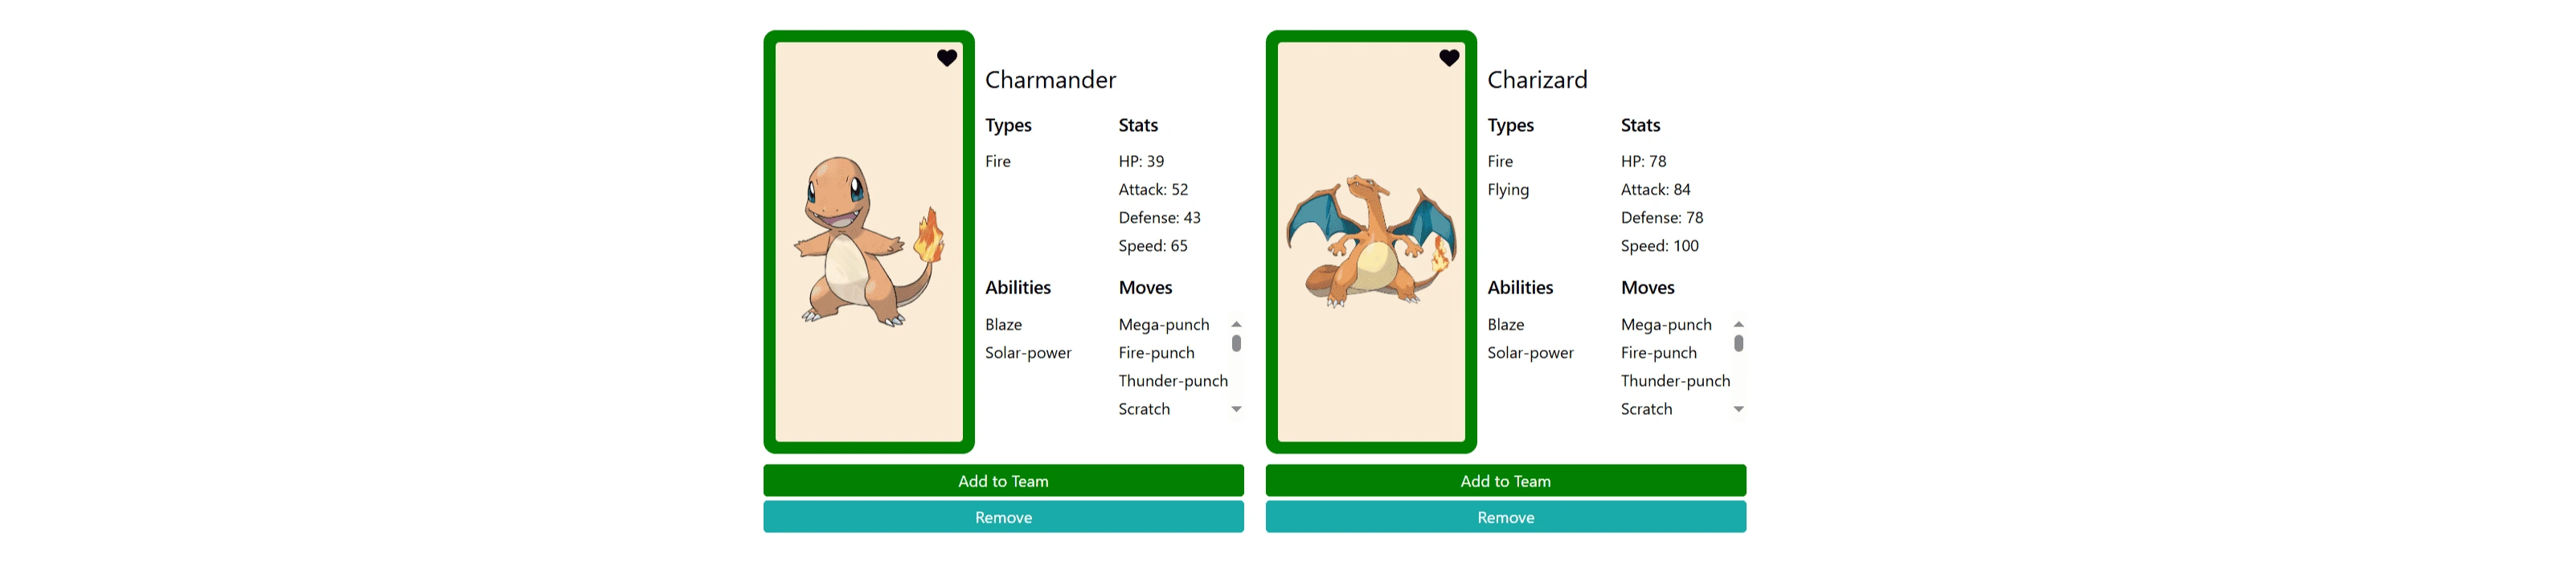 Charmander
Types
Fire
Stats
HP: 39
Attack: 52
Defense: 43
Speed: 65
Abilities
Blaze
Solar-power
Moves
Mega-punch
Fire-punch
Thunder-punch
Scratch
Add to Team
Remove
Charizard
Types
Fire
Flying
Stats
HP: 78
Attack: 84
Defense: 78
Speed: 100
Abilities
Blaze
Solar-power
Moves
Mega-punch
Fire-punch
Thunder-punch
Scratch
Add to Team
Remove